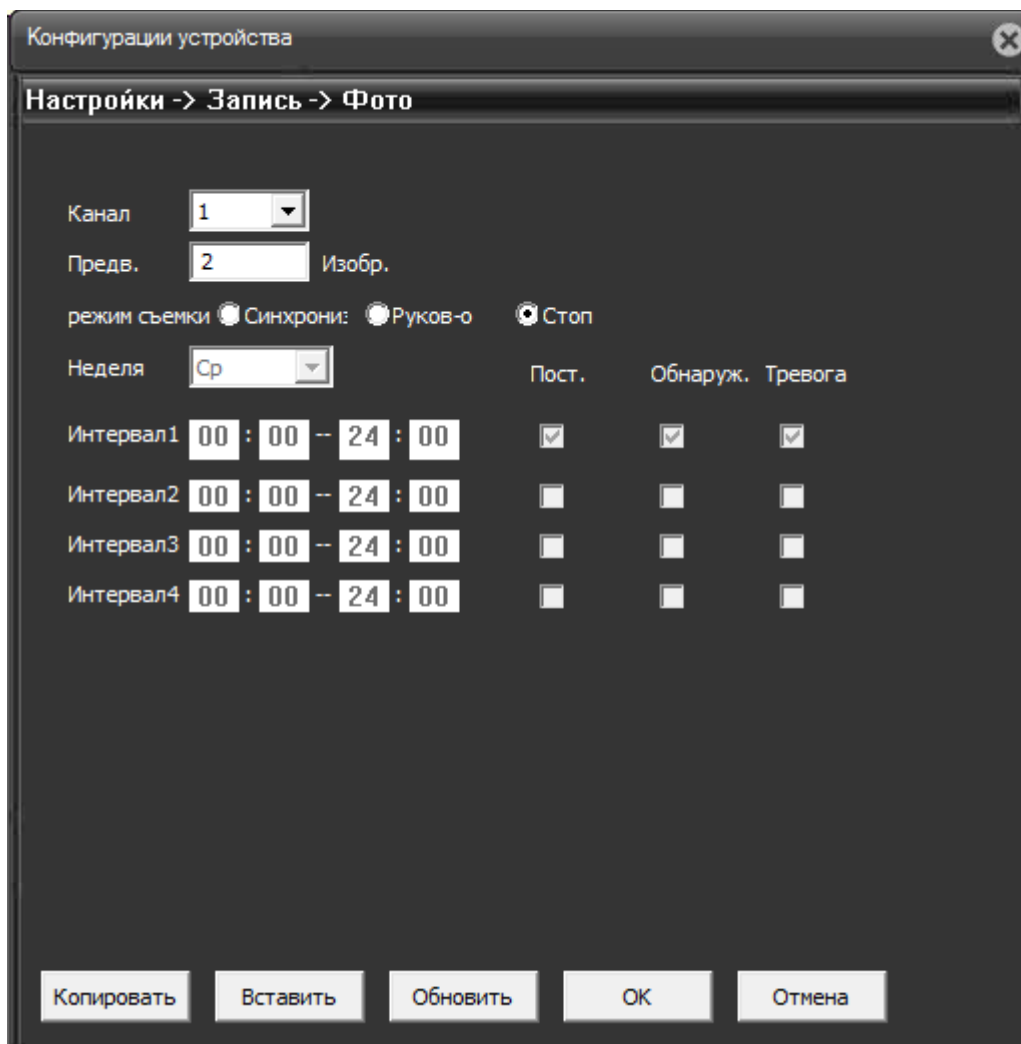 Конфигурации устройства
Настройки -> Запись -> Фото
Канал 1
Предв. 2 Изобр.
режим съемки Синхрониз Руков-о Стоп
Неделя Ср Пост. Обнаруж. Тревога
Интервал1 00 : 00 -- 24 : 00
Интервал2 00 : 00 -- 24 : 00
Интервал3 00 : 00 -- 24 : 00
Интервал4 00 : 00 -- 24 : 00
Копировать Вставить Обновить OK Отмена